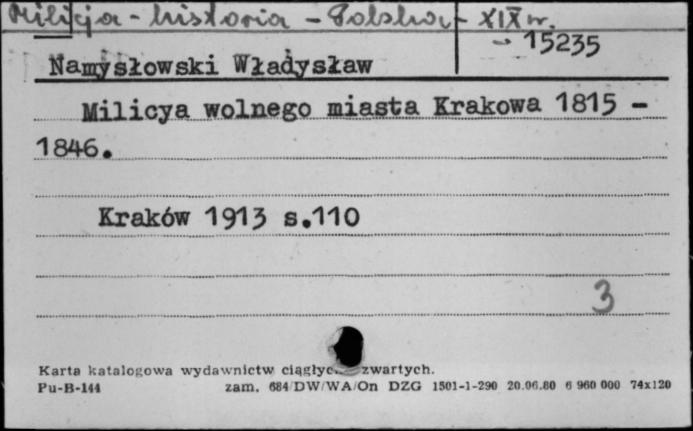 Milicja - historia - Polska - XIX w.
15235
Namysłowski Władysław
Milicya wolnego miasta Krakowa 1815 -
1846.
Kraków 1913 s.110
3
Karta katalogowa wydawnictw zwartych.
Pu-B-144 zam. 684/DW/WA/On DZG 1501-1-290 20.06.80 6 960 000 74x120